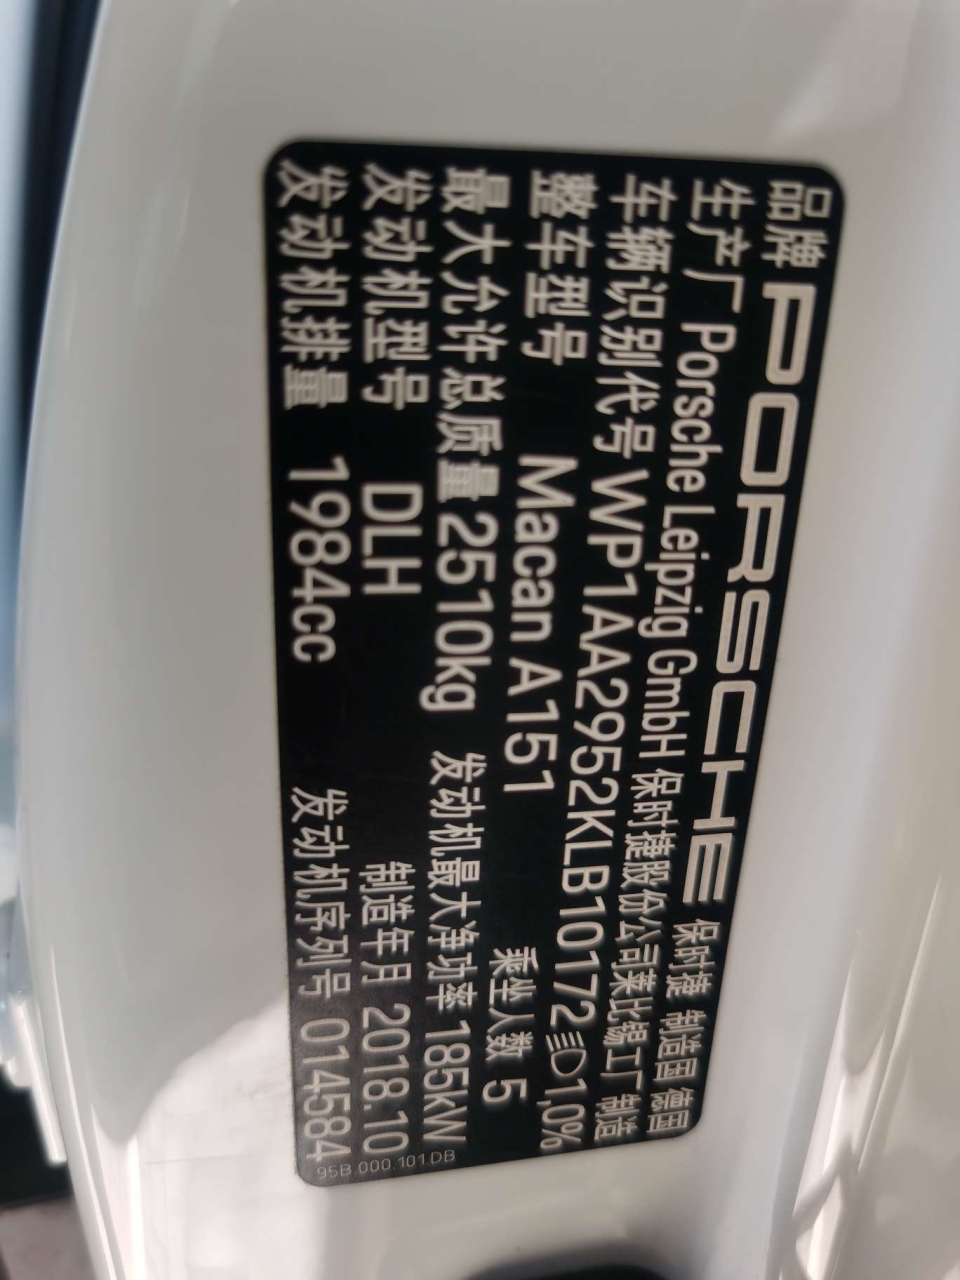 品牌 PORSCHE 保时捷 制造国 德国
生产厂 Porsche Leipzig GmbH 保时捷股份公司莱比锡工厂制造
车辆识别代号 WP1AA2952KLB10172 1,0%
整车型号 Macan A151 乘坐人数 5
最大允许总质量 2510kg 发动机最大净功率 185kW
发动机型号 DLH 制造年月 2018.10
发动机排量 1984cc 发动机序列号 014584
95B.000.101.DB